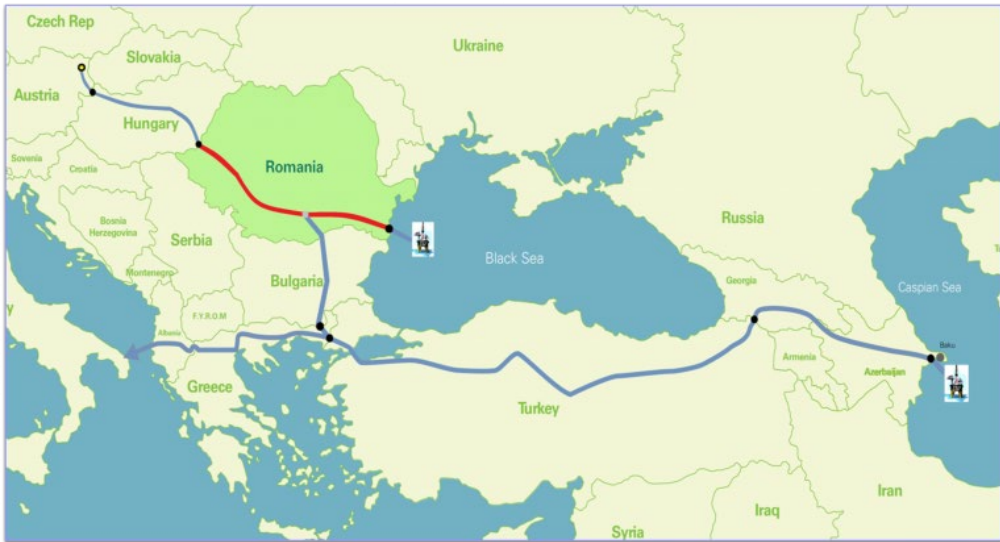 Czech Rep
Ukraine
Slovakia
Austria
Hungary
Romania
Sovenia
Croatia
Russia
Bosnia
Herzegovina
Serbia
Black Sea
Montenegro
Bulgaria
Georgia
Caspian Sea
F.Y.R.O.M
Albania
Baku
Armenia
Azerbaijan
Greece
Turkey
Iran
Iraq
Syria